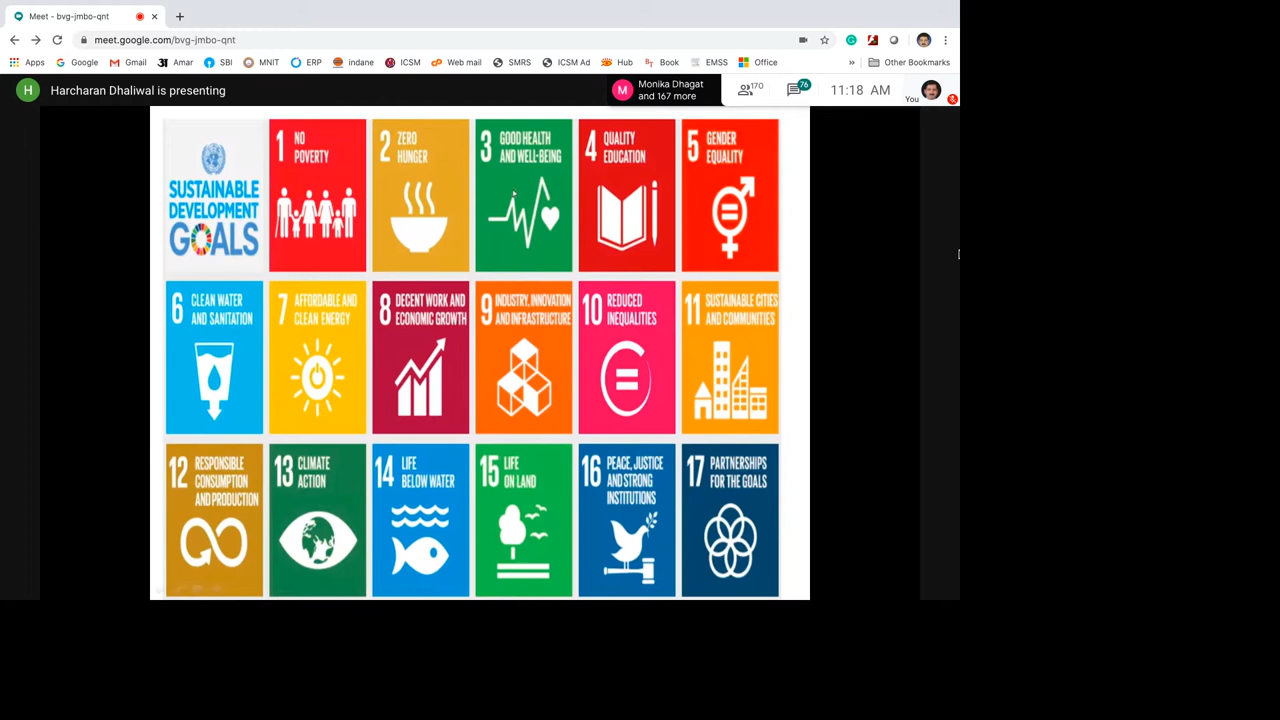 Meet - bvg-jmbo-qnt
meet.google.com/bvg-jmbo-qnt
Apps Google Gmail Amar SBI MNIT ERP indane ICSM Web mail SMRS ICSM Ad Hub Book EMSS Office » Other Bookmarks
H Harcharan Dhaliwal is presenting
M Monika Dhagat
and 167 more
170
76
11:18 AM
You
SUSTAINABLE
DEVELOPMENT
GOALS
1 NO
POVERTY
2 ZERO
HUNGER
3 GOOD HEALTH
AND WELL-BEING
4 QUALITY
EDUCATION
5 GENDER
EQUALITY
6 CLEAN WATER
AND SANITATION
7 AFFORDABLE AND
CLEAN ENERGY
8 DECENT WORK AND
ECONOMIC GROWTH
9 INDUSTRY, INNOVATION
AND INFRASTRUCTURE
10 REDUCED
INEQUALITIES
11 SUSTAINABLE CITIES
AND COMMUNITIES
12 RESPONSIBLE
CONSUMPTION
AND PRODUCTION
13 CLIMATE
ACTION
14 LIFE
BELOW WATER
15 LIFE
ON LAND
16 PEACE, JUSTICE
AND STRONG
INSTITUTIONS
17 PARTNERSHIPS
FOR THE GOALS